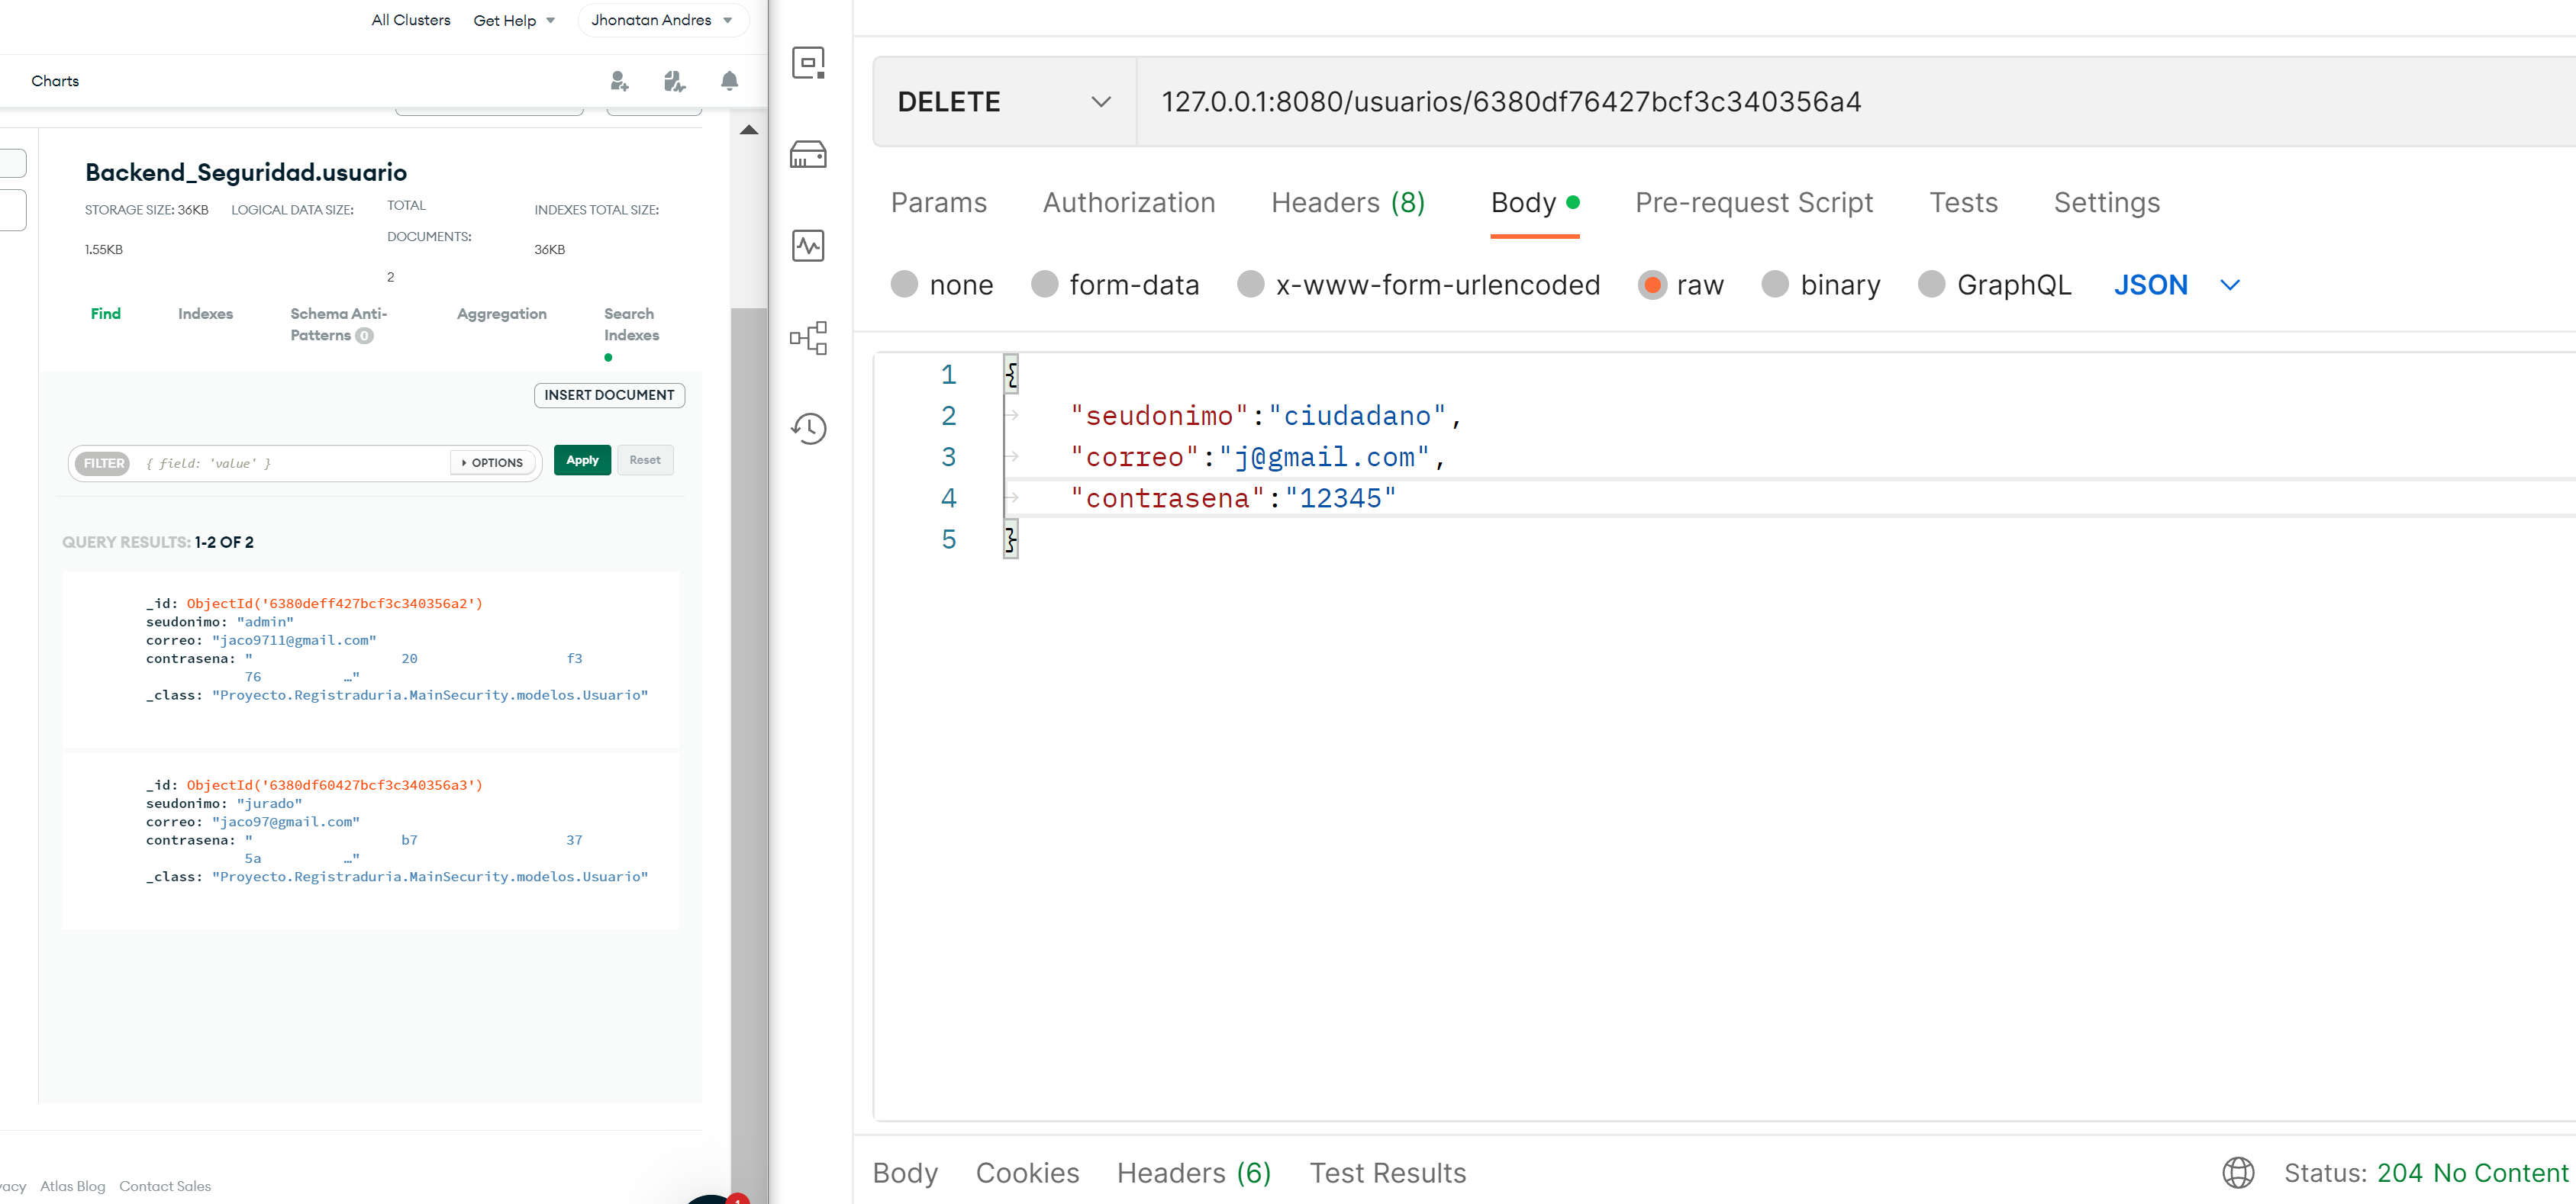 All Clusters Get Help Jhonatan Andres
Charts
Backend_Seguridad.usuario
STORAGE SIZE: 36KB LOGICAL DATA SIZE: 1.55KB TOTAL DOCUMENTS: 2 INDEXES TOTAL SIZE: 36KB
Find Indexes Schema Anti-Patterns 0 Aggregation Search Indexes
INSERT DOCUMENT
FILTER { field: 'value' } OPTIONS Apply Reset
QUERY RESULTS: 1-2 OF 2
_id: ObjectId('6380deff427bcf3c340356a2')
seudonimo: "admin"
correo: "jaco9711@gmail.com"
contrasena: " 20 f3
76 …"
_class: "Proyecto.Registraduria.MainSecurity.modelos.Usuario"
_id: ObjectId('6380df60427bcf3c340356a3')
seudonimo: "jurado"
correo: "jaco97@gmail.com"
contrasena: " b7 37
5a …"
_class: "Proyecto.Registraduria.MainSecurity.modelos.Usuario"
vacy Atlas Blog Contact Sales
1
DELETE 127.0.0.1:8080/usuarios/6380df76427bcf3c340356a4
Params Authorization Headers (8) Body Pre-request Script Tests Settings
none form-data x-www-form-urlencoded raw binary GraphQL JSON
1 {
2 "seudonimo":"ciudadano",
3 "correo":"j@gmail.com",
4 "contrasena":"12345"
5 }
Body Cookies Headers (6) Test Results Status: 204 No Content